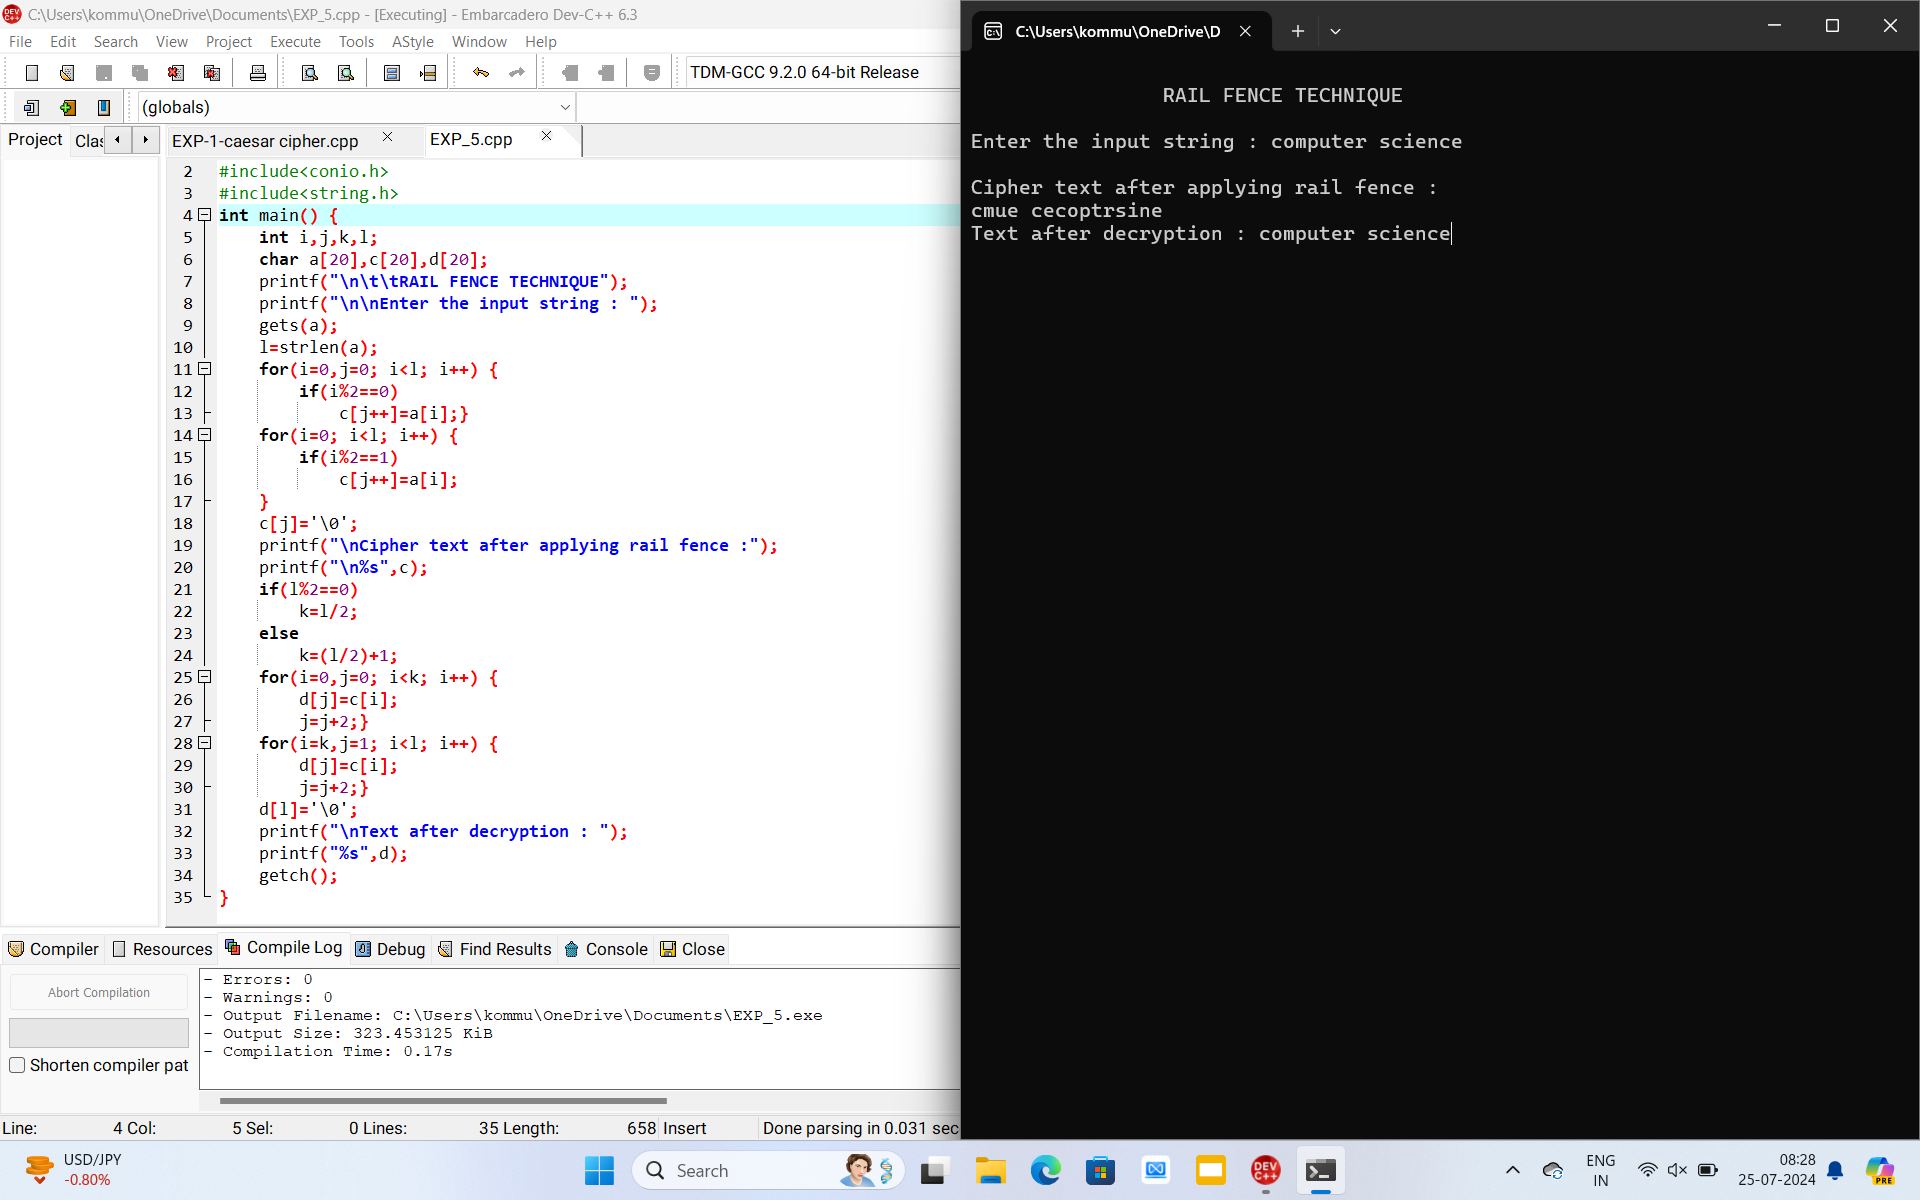 C:\Users\kommu\OneDrive\Documents\EXP_5.cpp - [Executing] - Embarcadero Dev-C++ 6.3
File Edit Search View Project Execute Tools AStyle Window Help
TDM-GCC 9.2.0 64-bit Release
(globals)
Project Clas EXP-1-caesar cipher.cpp EXP_5.cpp
2 #include<conio.h>
3 #include<string.h>
4 int main() {
5 int i,j,k,l;
6 char a[20],c[20],d[20];
7 printf("\n\t\tRAIL FENCE TECHNIQUE");
8 printf("\n\nEnter the input string : ");
9 gets(a);
10 l=strlen(a);
11 for(i=0,j=0; i<l; i++) {
12 if(i%2==0)
13 c[j++]=a[i];}
14 for(i=0; i<l; i++) {
15 if(i%2==1)
16 c[j++]=a[i];
17 }
18 c[j]='\0';
19 printf("\nCipher text after applying rail fence :");
20 printf("\n%s",c);
21 if(l%2==0)
22 k=l/2;
23 else
24 k=(l/2)+1;
25 for(i=0,j=0; i<k; i++) {
26 d[j]=c[i];
27 j=j+2;}
28 for(i=k,j=1; i<l; i++) {
29 d[j]=c[i];
30 j=j+2;}
31 d[l]='\0';
32 printf("\nText after decryption : ");
33 printf("%s",d);
34 getch();
35 }
Compiler Resources Compile Log Debug Find Results Console Close
Abort Compilation
Shorten compiler pat
- Errors: 0
- Warnings: 0
- Output Filename: C:\Users\kommu\OneDrive\Documents\EXP_5.exe
- Output Size: 323.453125 KiB
- Compilation Time: 0.17s
Line: 4 Col: 5 Sel: 0 Lines: 35 Length: 658 Insert Done parsing in 0.031 sec
C:\Users\kommu\OneDrive\D
RAIL FENCE TECHNIQUE
Enter the input string : computer science
Cipher text after applying rail fence :
cmue cecoptrsine
Text after decryption : computer science
USD/JPY
-0.80%
Search
DEV C++
ENG
IN
08:28
25-07-2024
PRE